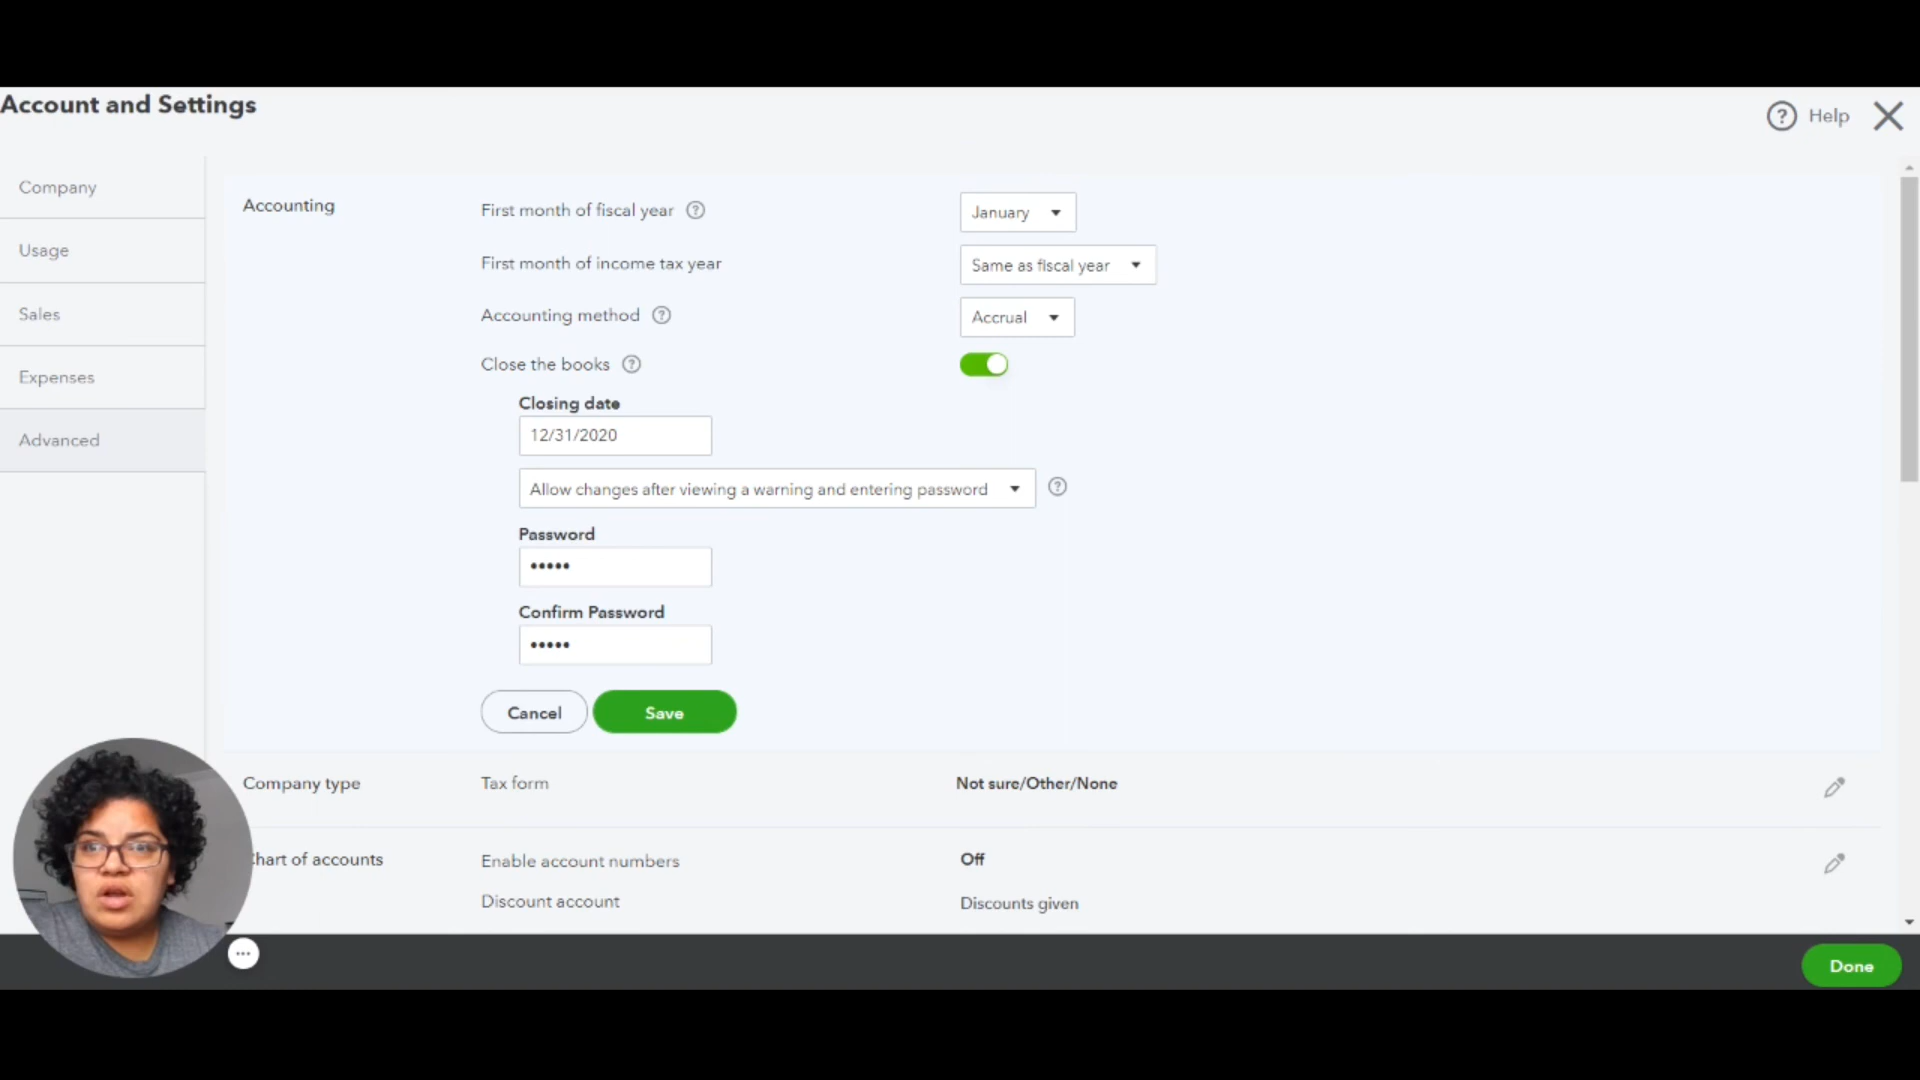 Account and Settings
? Help
Company
Usage
Sales
Expenses
Advanced
Accounting
First month of fiscal year ? January
First month of income tax year Same as fiscal year
Accounting method ? Accrual
Close the books ?
Closing date
12/31/2020
Allow changes after viewing a warning and entering password ?
Password
•••••
Confirm Password
•••••
Cancel Save
Company type Tax form Not sure/Other/None
hart of accounts Enable account numbers Off
Discount account Discounts given
Done